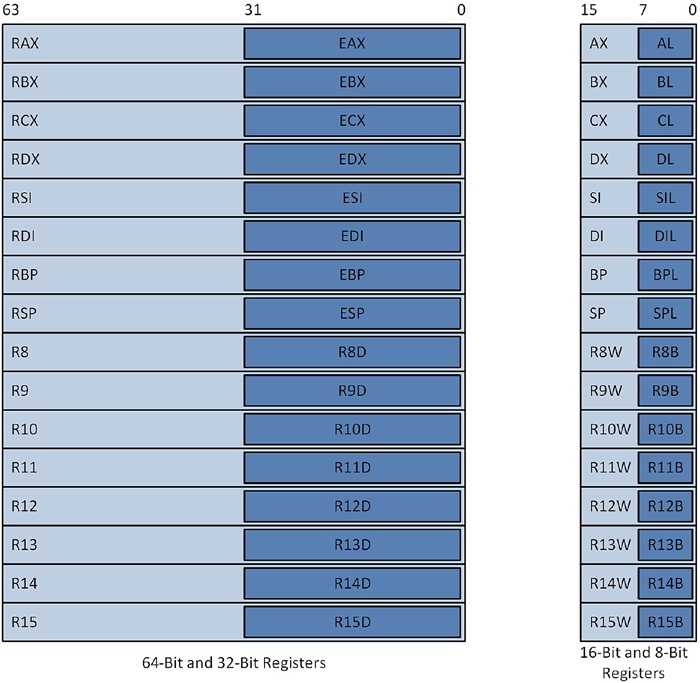 63 31 0 15 7 0
RAX EAX AX AL
RBX EBX BX BL
RCX ECX CX CL
RDX EDX DX DL
RSI ESI SI SIL
RDI EDI DI DIL
RBP EBP BP BPL
RSP ESP SP SPL
R8 R8D R8W R8B
R9 R9D R9W R9B
R10 R10D R10W R10B
R11 R11D R11W R11B
R12 R12D R12W R12B
R13 R13D R13W R13B
R14 R14D R14W R14B
R15 R15D R15W R15B
64-Bit and 32-Bit Registers
16-Bit and 8-Bit
Registers